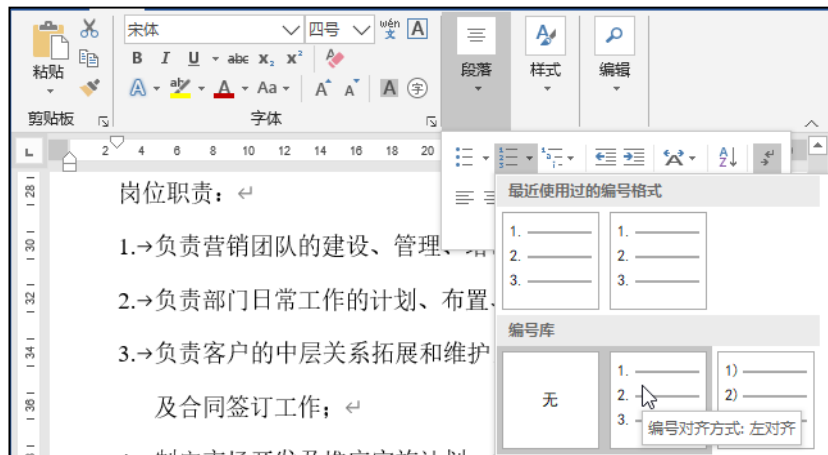 宋体 四号 wén 文 A
B I U abc x₂ x²
粘贴 A aby A Aa A A A 字 段落 样式 编辑
剪贴板 字体
L 2 2 4 6 8 10 12 14 16 18 20
28
30
32
34
36
岗位职责：↵
1.→负责营销团队的建设、管理、
2.→负责部门日常工作的计划、布置、
3.→负责客户的中层关系拓展和维护
及合同签订工作；↵
最近使用过的编号格式
1. 1.
2. 2.
3. 3.
编号库
无 1. 1)
2. 2)
3.
编号对齐方式: 左对齐